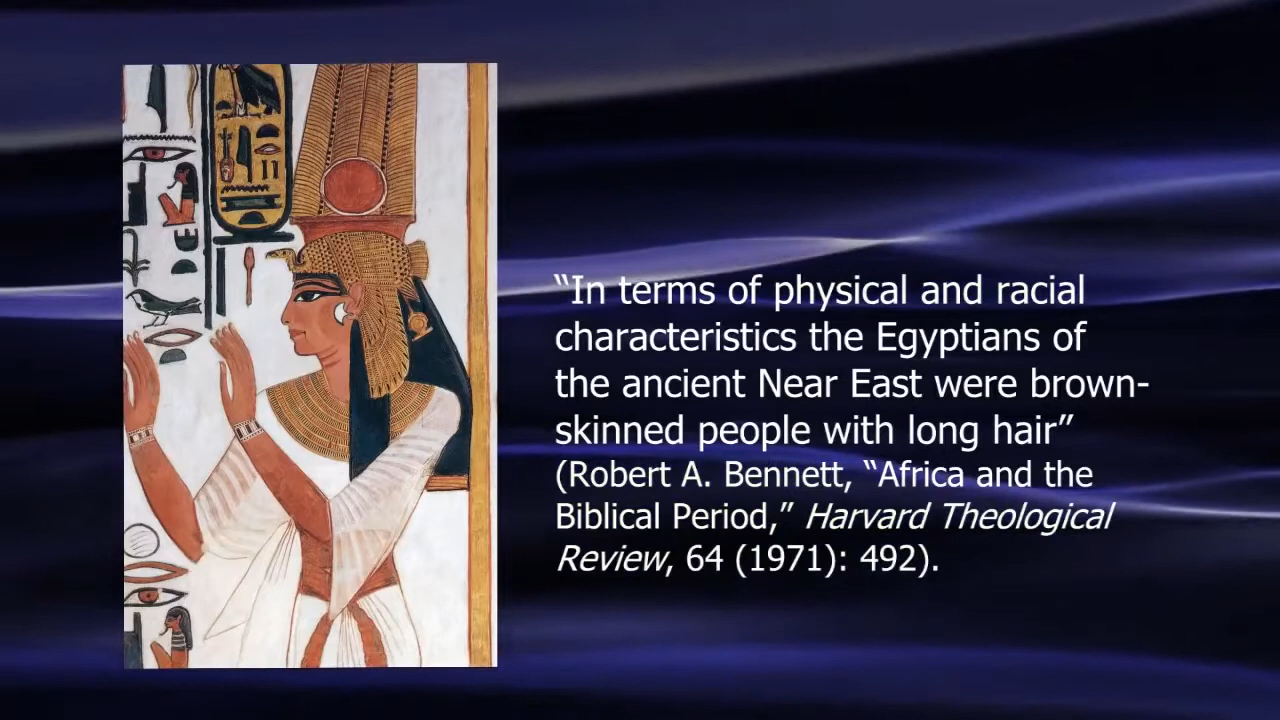 “In terms of physical and racial
characteristics the Egyptians of
the ancient Near East were brown-
skinned people with long hair”
(Robert A. Bennett, “Africa and the
Biblical Period,” Harvard Theological
Review, 64 (1971): 492).